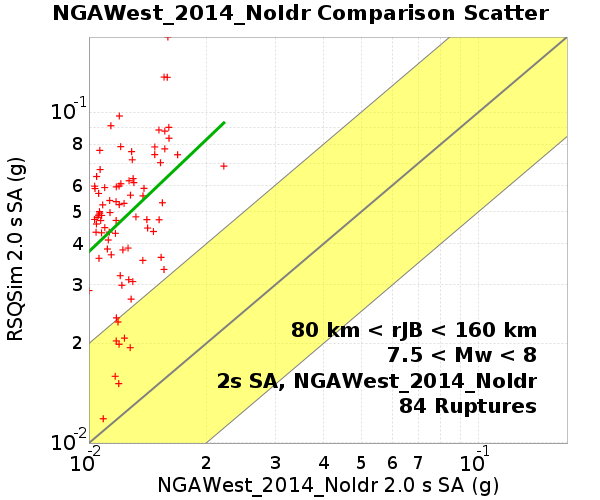 NGAWest_2014_NoIdr Comparison Scatter
RSQSim 2.0 s SA (g)
10-1
8
6
5
4
3
2
10-2
80 km < rJB < 160 km
7.5 < Mw < 8
2s SA, NGAWest_2014_NoIdr
84 Ruptures
10-2 2 3 4 5 6 7 10-1
NGAWest_2014_NoIdr 2.0 s SA (g)